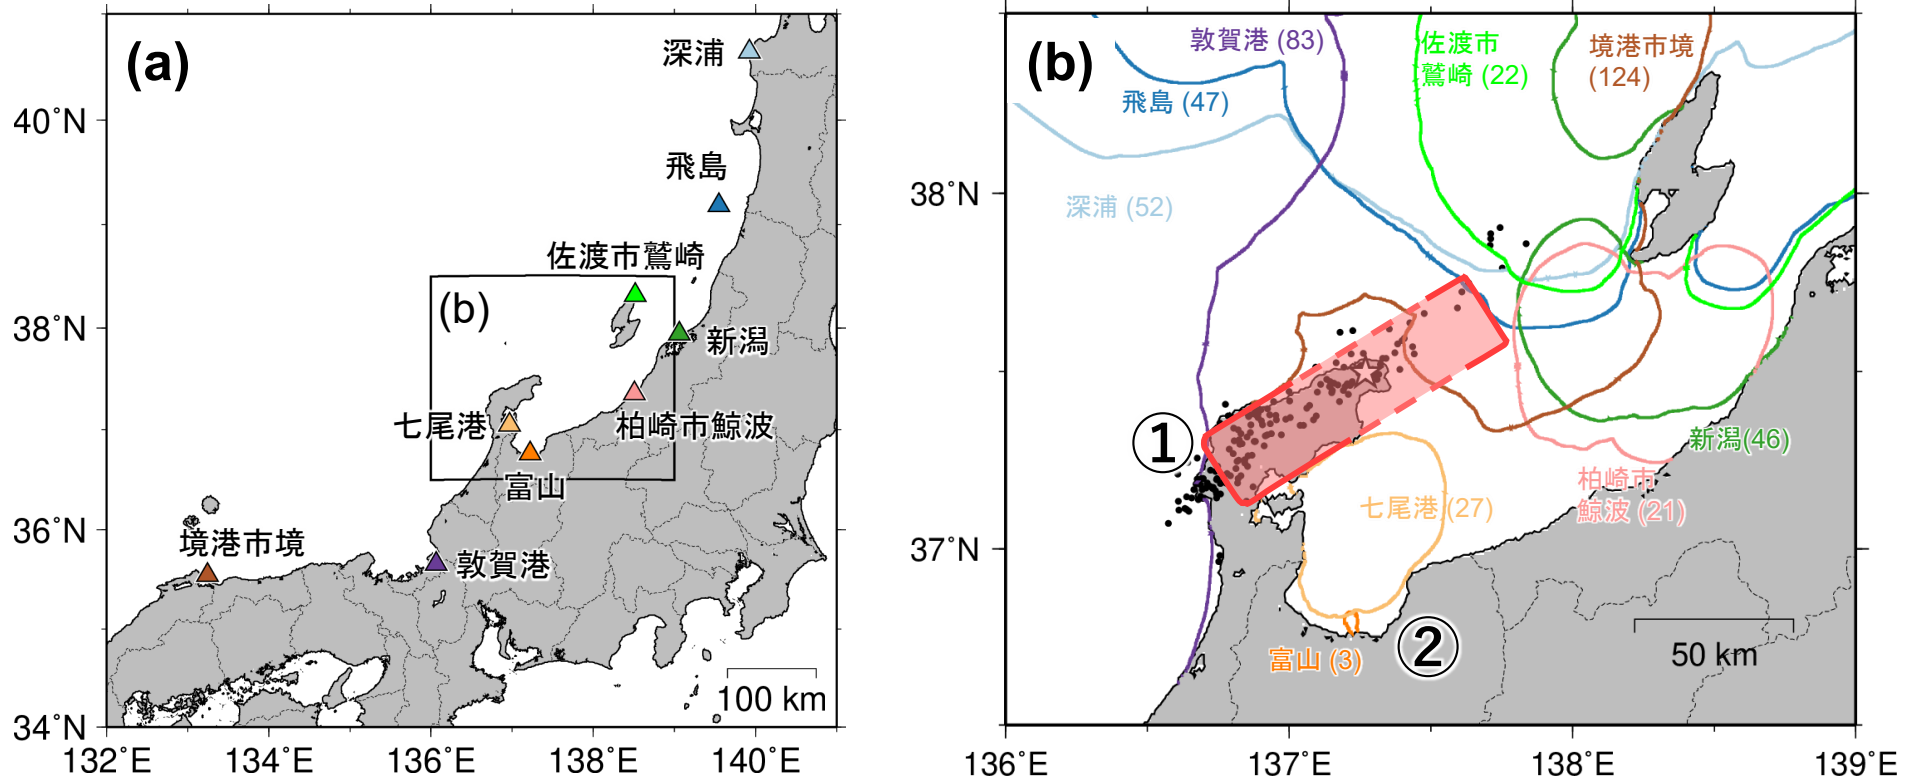 (a)
深浦
40°N
飛島
佐渡市鷲崎
(b)
38°N
新潟
七尾港
柏崎市鯨波
富山
36°N
境港市境
敦賀港
100 km
34°N
132°E
134°E
136°E
138°E
140°E
(b)
敦賀港 (83)
佐渡市
鷲崎 (22)
境港市境
(124)
飛島 (47)
38°N
深浦 (52)
①
新潟(46)
柏崎市
鯨波 (21)
七尾港 (27)
37°N
②
富山 (3)
50 km
136°E
137°E
138°E
139°E